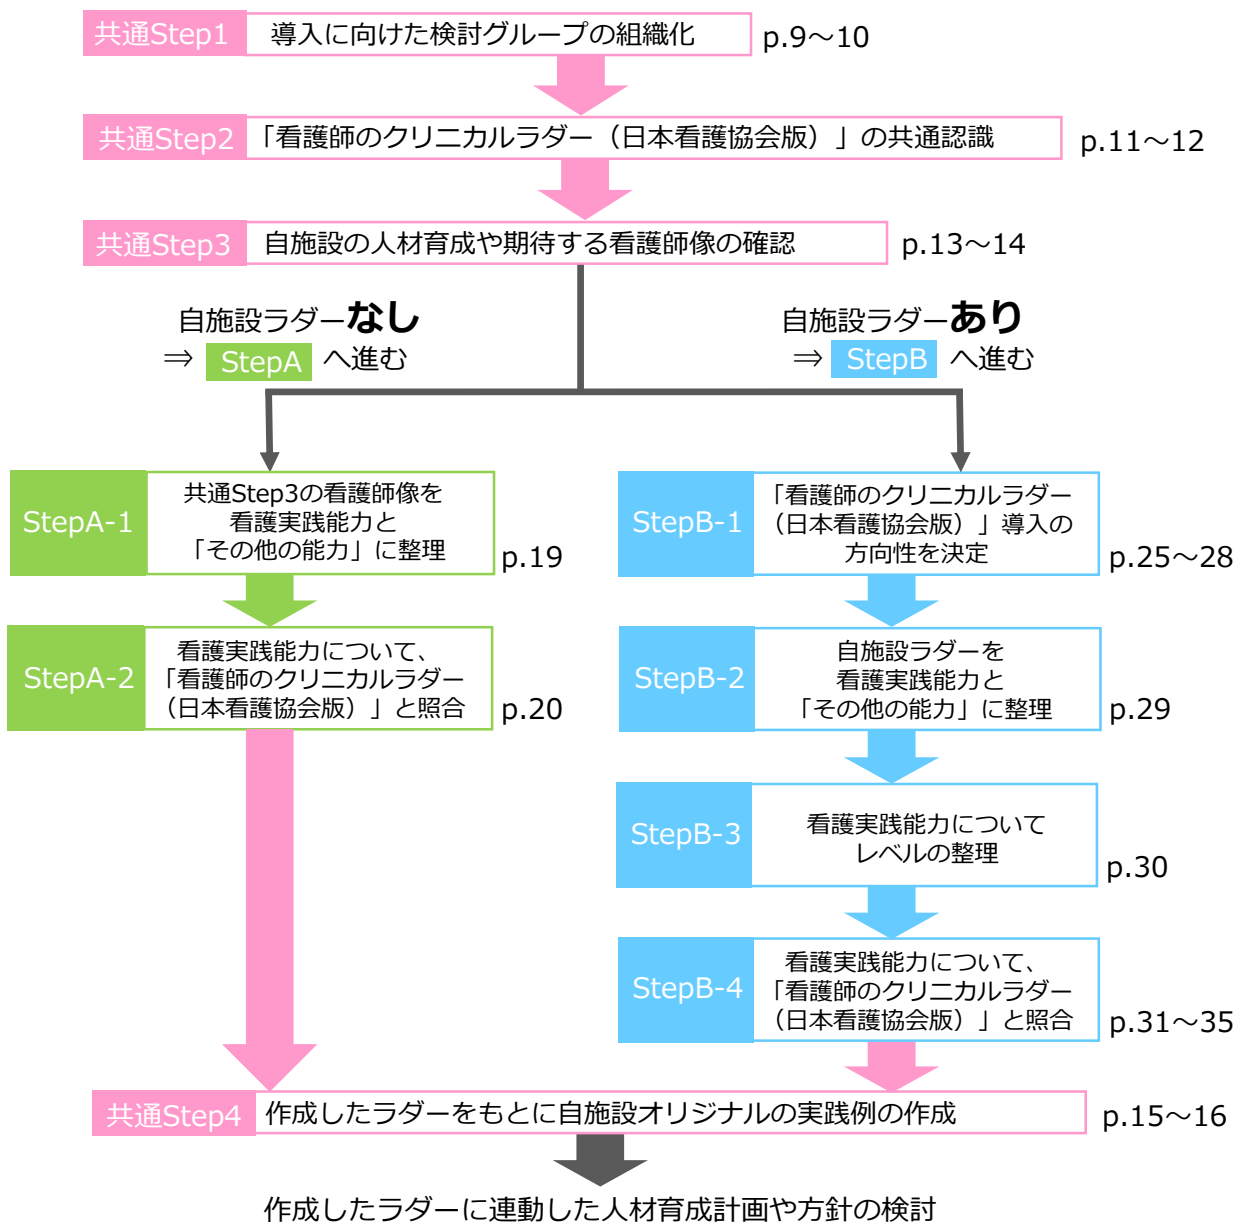 共通Step1 導入に向けた検討グループの組織化 p.9～10
共通Step2 「看護師のクリニカルラダー（日本看護協会版）」の共通認識 p.11～12
共通Step3 自施設の人材育成や期待する看護師像の確認 p.13～14
自施設ラダーなし
⇒ StepA へ進む
自施設ラダーあり
⇒ StepB へ進む
StepA-1
共通Step3の看護師像を
看護実践能力と
「その他の能力」に整理
p.19
StepA-2
看護実践能力について、
「看護師のクリニカルラダー
（日本看護協会版）」と照合
p.20
StepB-1
「看護師のクリニカルラダー
（日本看護協会版）」導入の
方向性を決定
p.25～28
StepB-2
自施設ラダーを
看護実践能力と
「その他の能力」に整理
p.29
StepB-3
看護実践能力について
レベルの整理
p.30
StepB-4
看護実践能力について、
「看護師のクリニカルラダー
（日本看護協会版）」と照合
p.31～35
共通Step4 作成したラダーをもとに自施設オリジナルの実践例の作成 p.15～16
作成したラダーに連動した人材育成計画や方針の検討